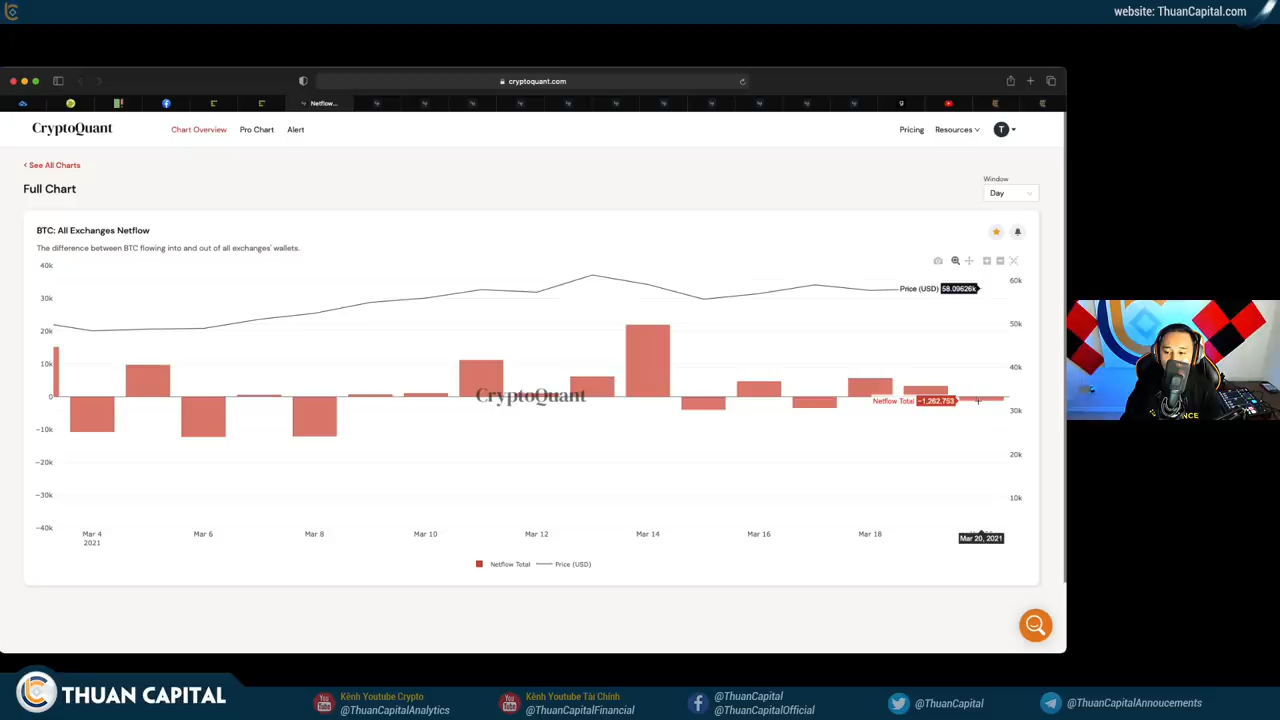 website: ThuanCapital.com
cryptoquant.com
Netflow...
CryptoQuant
Chart Overview
Pro Chart
Alert
Pricing
Resources
T
< See All Charts
Full Chart
Window
Day
BTC: All Exchanges Netflow
The difference between BTC flowing into and out of all exchanges' wallets.
40k
30k
20k
10k
0
−10k
−20k
−30k
−40k
60k
50k
40k
30k
20k
10k
Price (USD) 58.09626k
CryptoQuant
Netflow Total −1,262.753
Mar 4
2021
Mar 6
Mar 8
Mar 10
Mar 12
Mar 14
Mar 16
Mar 18
Mar 20, 2021
Netflow Total
Price (USD)
THUAN CAPITAL
Kênh Youtube Crypto
@ThuanCapitalAnalytics
Kênh Youtube Tài Chính
@ThuanCapitalFinancial
@ThuanCapital
@ThuanCapitalOfficial
@ThuanCapital
@ThuanCapitalAnnoucements